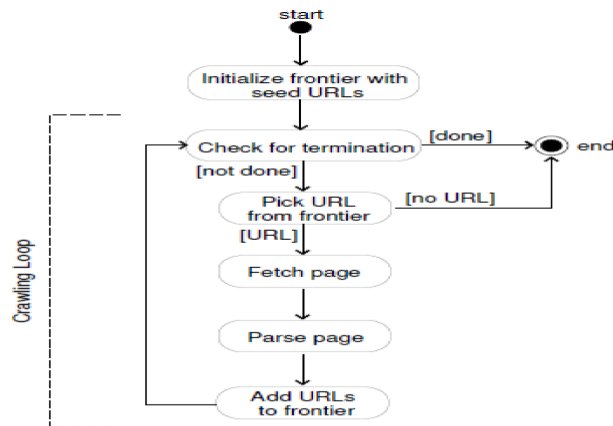 start
Initialize frontier with
seed URLs
[done]
Check for termination
end
[not done]
Pick URL
from frontier
[no URL]
[URL]
Fetch page
Crawling Loop
Parse page
Add URLs
to frontier